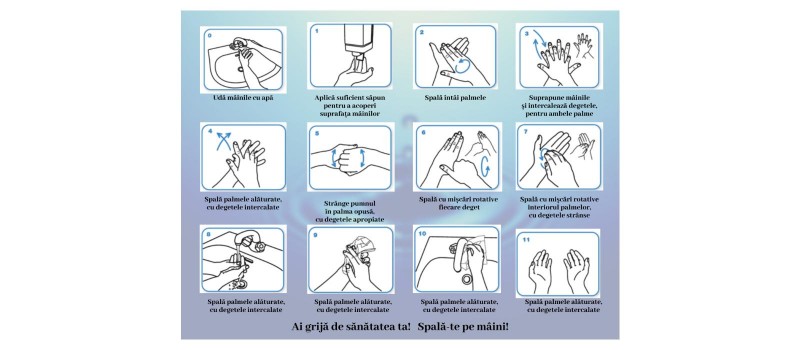 0
Udă mâinile cu apă
1
Aplică suficient săpun
pentru a acoperi
suprafața mâinilor
2
Spală întâi palmele
3
Suprapune mâinile
și intercalează degetele,
pentru ambele palme
4
Spală palmele alăturate,
cu degetele intercalate
5
Strânge pumnul
în palma opusă,
cu degetele apropiate
6
Spală cu mișcări rotative
fiecare deget
7
Spală cu mișcări rotative
interiorul palmelor,
cu degetele strânse
8
Spală palmele alăturate,
cu degetele intercalate
9
Spală palmele alăturate,
cu degetele intercalate
10
Spală palmele alăturate,
cu degetele intercalate
11
Spală palmele alăturate,
cu degetele intercalate
Ai grijă de sănătatea ta! Spală-te pe mâini!